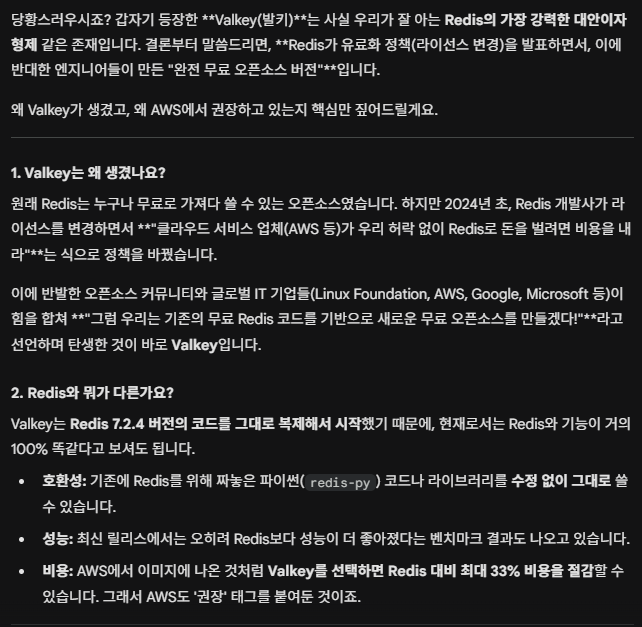 당황스러우시죠? 갑자기 등장한 **Valkey(발키)**는 사실 우리가 잘 아는 Redis의 가장 강력한 대안이자
형제 같은 존재입니다. 결론부터 말씀드리면, **Redis가 유료화 정책(라이선스 변경)을 발표하면서, 이에
반대한 엔지니어들이 만든 "완전 무료 오픈소스 버전"**입니다.
왜 Valkey가 생겼고, 왜 AWS에서 권장하고 있는지 핵심만 짚어드릴게요.
1. Valkey는 왜 생겼나요?
원래 Redis는 누구나 무료로 가져다 쓸 수 있는 오픈소스였습니다. 하지만 2024년 초, Redis 개발사가 라
이선스를 변경하면서 **"클라우드 서비스 업체(AWS 등)가 우리 허락 없이 Redis로 돈을 벌려면 비용을 내
라"**는 식으로 정책을 바꿨습니다.
이에 반발한 오픈소스 커뮤니티와 글로벌 IT 기업들(Linux Foundation, AWS, Google, Microsoft 등)이
힘을 합쳐 **"그럼 우리는 기존의 무료 Redis 코드를 기반으로 새로운 무료 오픈소스를 만들겠다!"**라고
선언하며 탄생한 것이 바로 Valkey입니다.
2. Redis와 뭐가 다른가요?
Valkey는 Redis 7.2.4 버전의 코드를 그대로 복제해서 시작했기 때문에, 현재로서는 Redis와 기능이 거의
100% 똑같다고 보셔도 됩니다.
• 호환성: 기존에 Redis를 위해 짜놓은 파이썬( redis-py ) 코드나 라이브러리를 수정 없이 그대로 쓸
수 있습니다.
• 성능: 최신 릴리스에서는 오히려 Redis보다 성능이 더 좋아졌다는 벤치마크 결과도 나오고 있습니다.
• 비용: AWS에서 이미지에 나온 것처럼 Valkey를 선택하면 Redis 대비 최대 33% 비용을 절감할 수
있습니다. 그래서 AWS도 '권장' 태그를 붙여둔 것이죠.